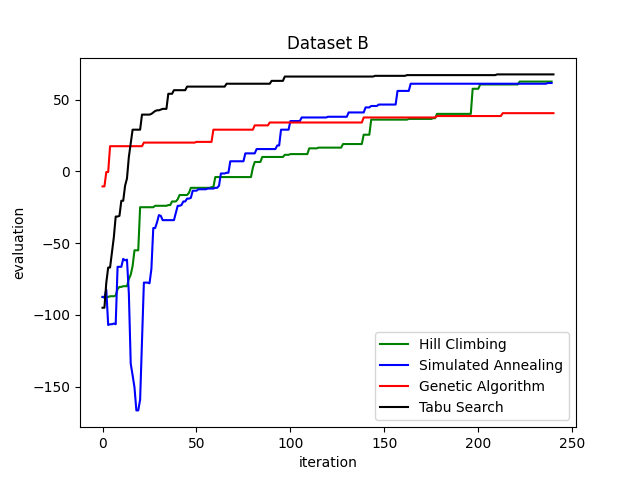 Dataset B
evaluation
50
0
−50
−100
−150
0
50
100
150
200
250
iteration
Hill Climbing
Simulated Annealing
Genetic Algorithm
Tabu Search